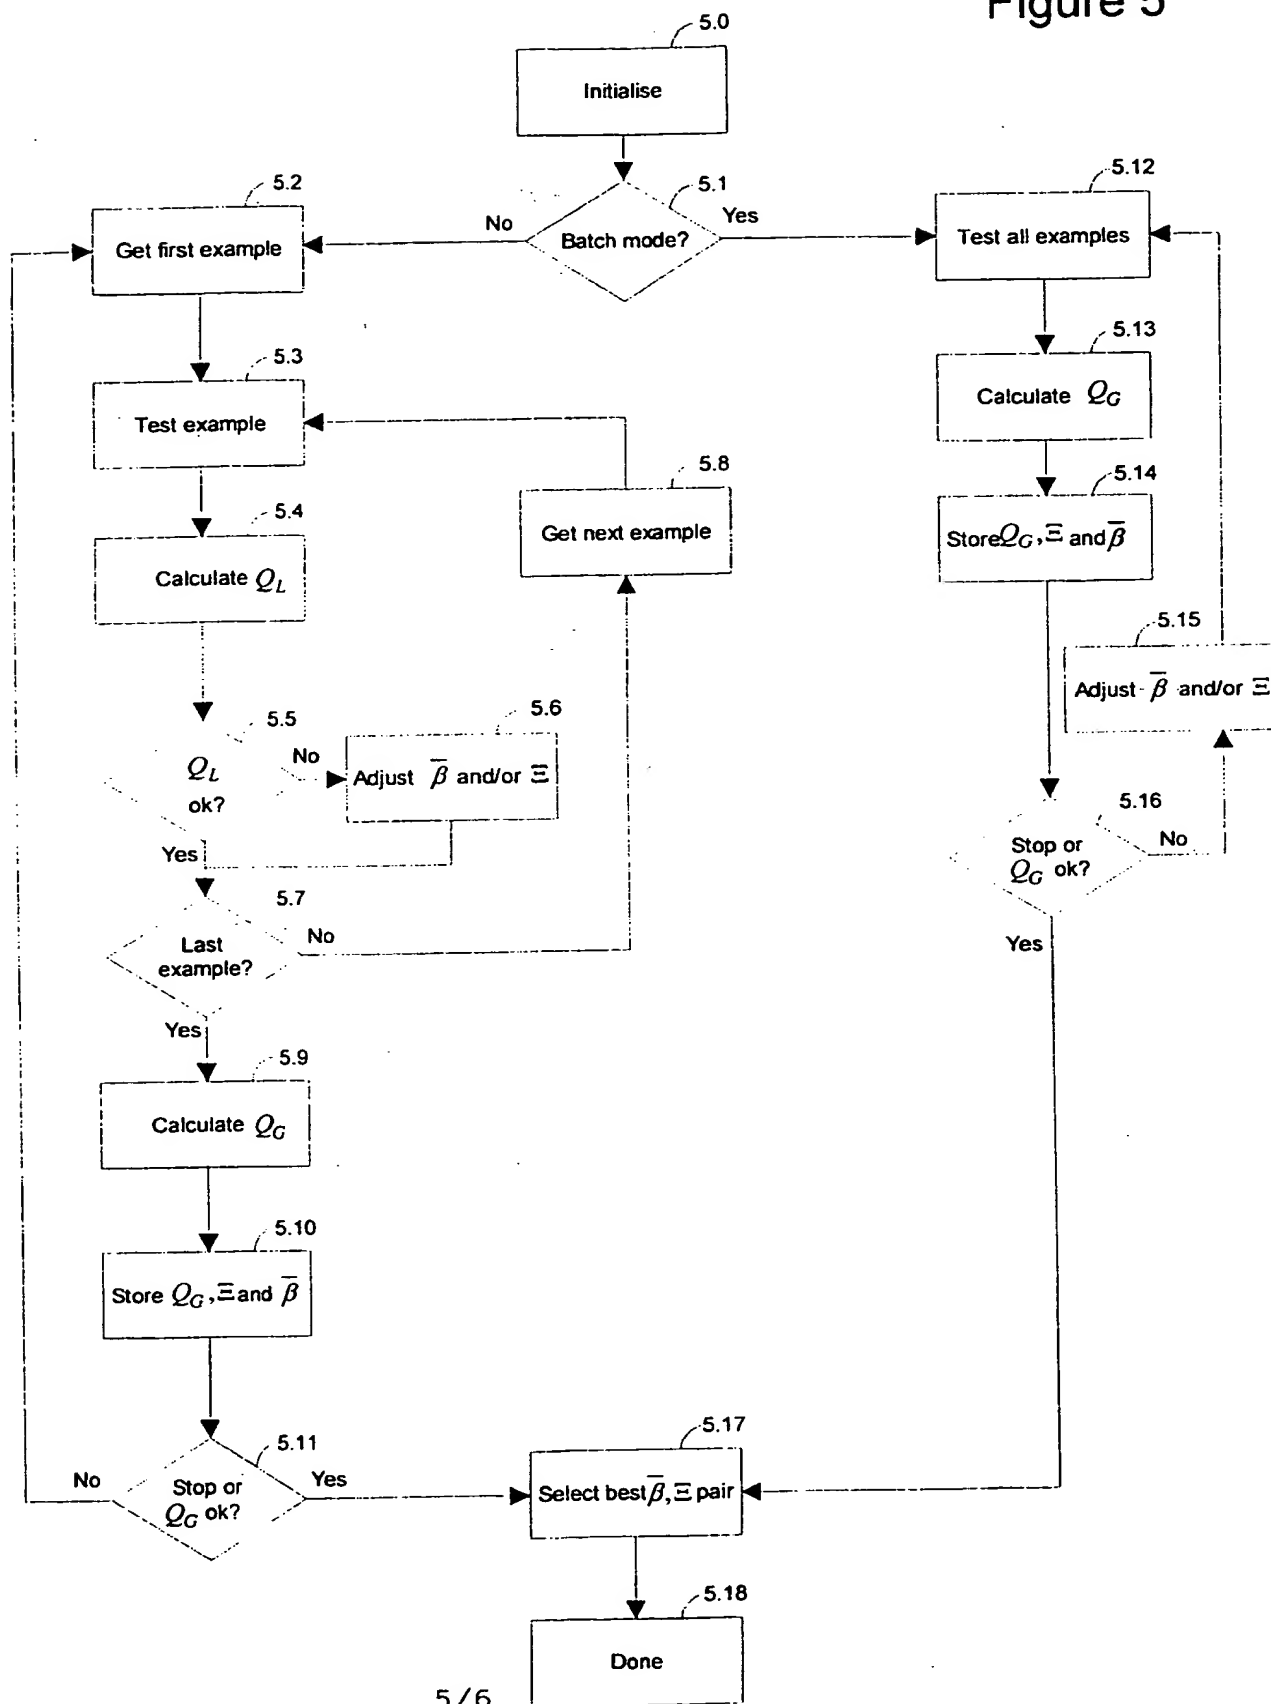 Figure 5
5.0
Initialise
5.1
Batch mode?
No
Yes
5.2
Get first example
5.3
Test example
5.4
Calculate Q_L
5.5
Q_L
ok?
No
Yes
5.6
Adjust β̅ and/or Ξ
5.7
Last
example?
No
Yes
5.8
Get next example
5.9
Calculate Q_G
5.10
Store Q_G, Ξ and β̅
5.11
Stop or
Q_G ok?
No
Yes
5.12
Test all examples
5.13
Calculate Q_G
5.14
Store Q_G, Ξ and β̅
5.15
Adjust β̅ and/or Ξ
5.16
Stop or
Q_G ok?
No
Yes
5.17
Select best β̅, Ξ pair
5.18
Done
5/6